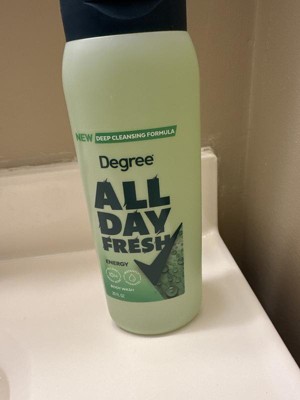 NEW DEEP CLEANSING FORMULA
Degree
ALL
DAY
FRESH
ENERGY